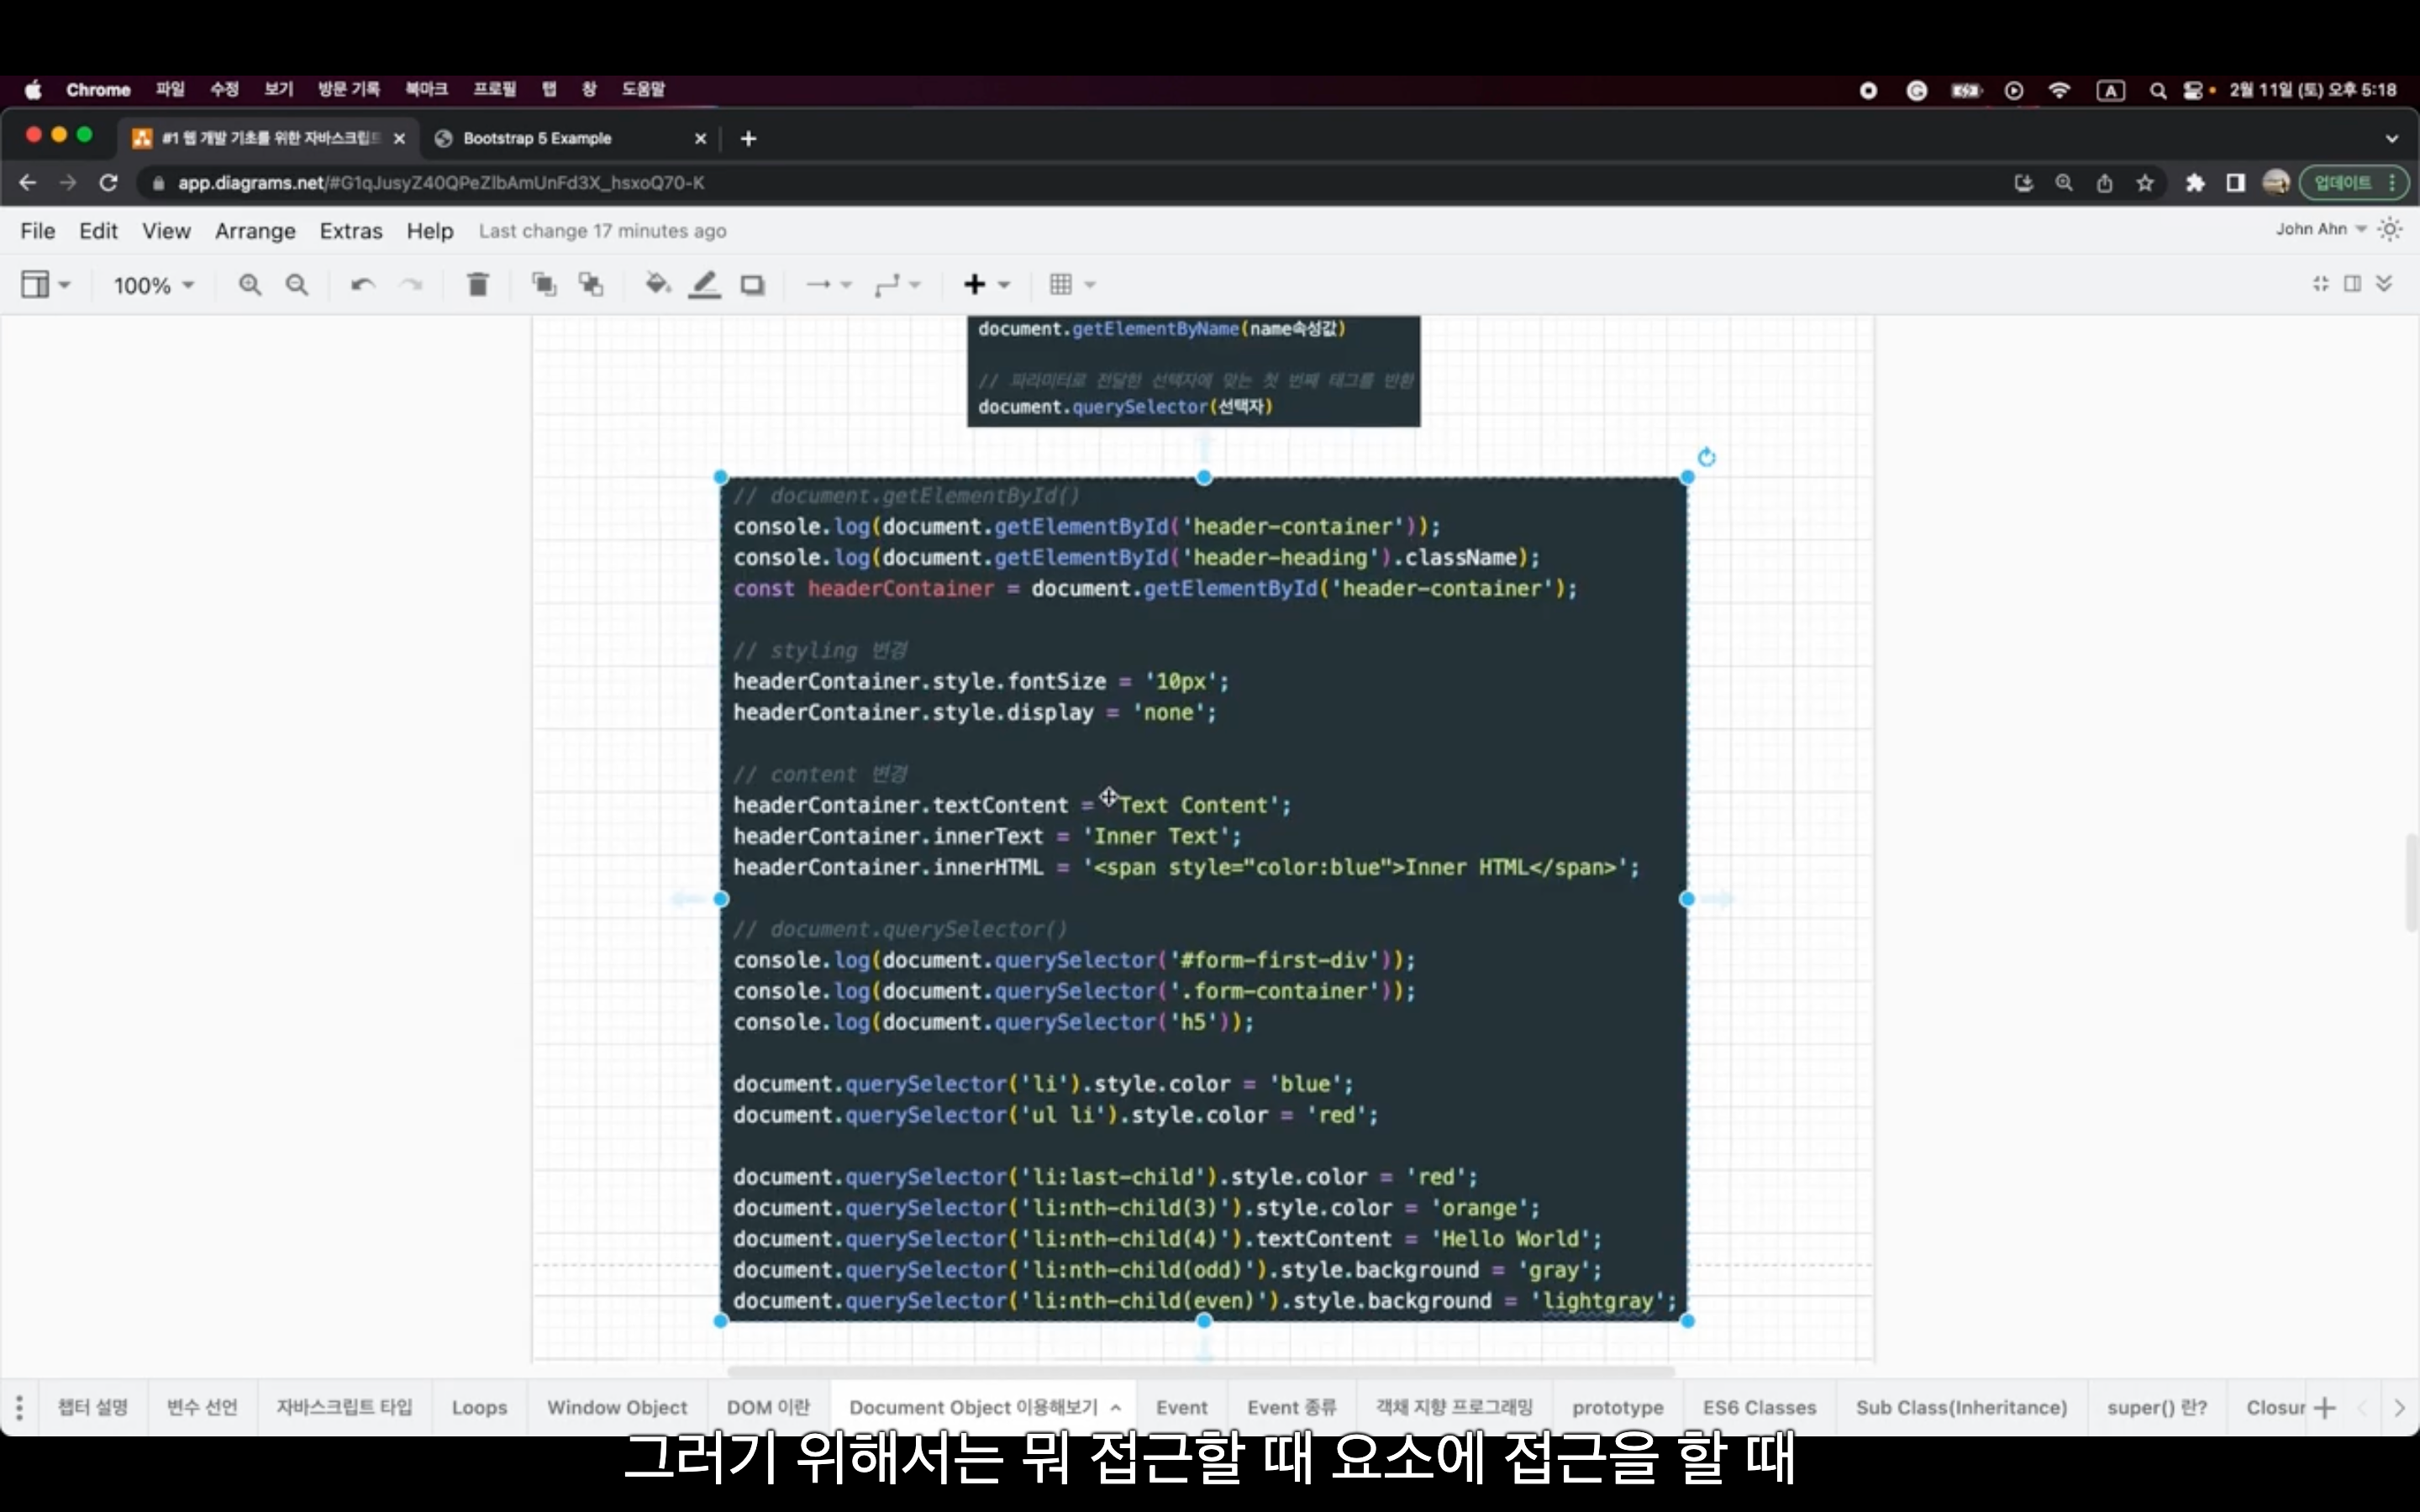 Chrome 파일 수정 보기 방문 기록 북마크 프로필 탭 창 도움말 A 2월 11일 (토) 오후 5:18
#1 웹 개발 기초를 위한 자바스크립트 Bootstrap 5 Example
app.diagrams.net/#G1qJusyZ40QPeZlbAmUnFd3X_hsxoQ70-K 업데이트
File Edit View Arrange Extras Help Last change 17 minutes ago John Ahn
100%
document.getElementByName(name속성값)
// 파라미터로 전달한 선택자에 맞는 첫 번째 태그를 반환
document.querySelector(선택자)
// document.getElementById()
console.log(document.getElementById('header-container'));
console.log(document.getElementById('header-heading').className);
const headerContainer = document.getElementById('header-container');
// styling 변경
headerContainer.style.fontSize = '10px';
headerContainer.style.display = 'none';
// content 변경
headerContainer.textContent = 'Text Content';
headerContainer.innerText = 'Inner Text';
headerContainer.innerHTML = '<span style="color:blue">Inner HTML</span>';
// document.querySelector()
console.log(document.querySelector('#form-first-div'));
console.log(document.querySelector('.form-container'));
console.log(document.querySelector('h5'));
document.querySelector('li').style.color = 'blue';
document.querySelector('ul li').style.color = 'red';
document.querySelector('li:last-child').style.color = 'red';
document.querySelector('li:nth-child(3)').style.color = 'orange';
document.querySelector('li:nth-child(4)').textContent = 'Hello World';
document.querySelector('li:nth-child(odd)').style.background = 'gray';
document.querySelector('li:nth-child(even)').style.background = 'lightgray';
챕터 설명 변수 선언 자바스크립트 타입 Loops Window Object DOM 이란 Document Object 이용해보기 Event Event 종류 객채 지향 프로그래밍 prototype ES6 Classes Sub Class(Inheritance) super() 란? Closur
그러기 위해서는 뭐 접근할 때 요소에 접근을 할 때